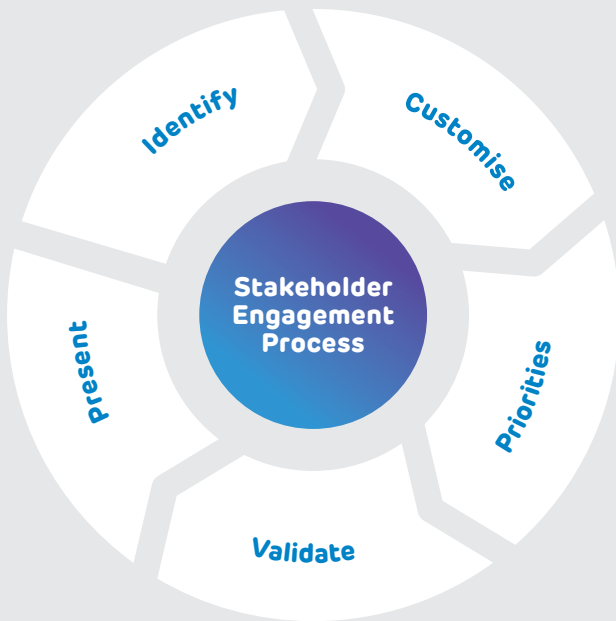 Identify
Customise
Priorities
Validate
Present
Stakeholder
Engagement
Process